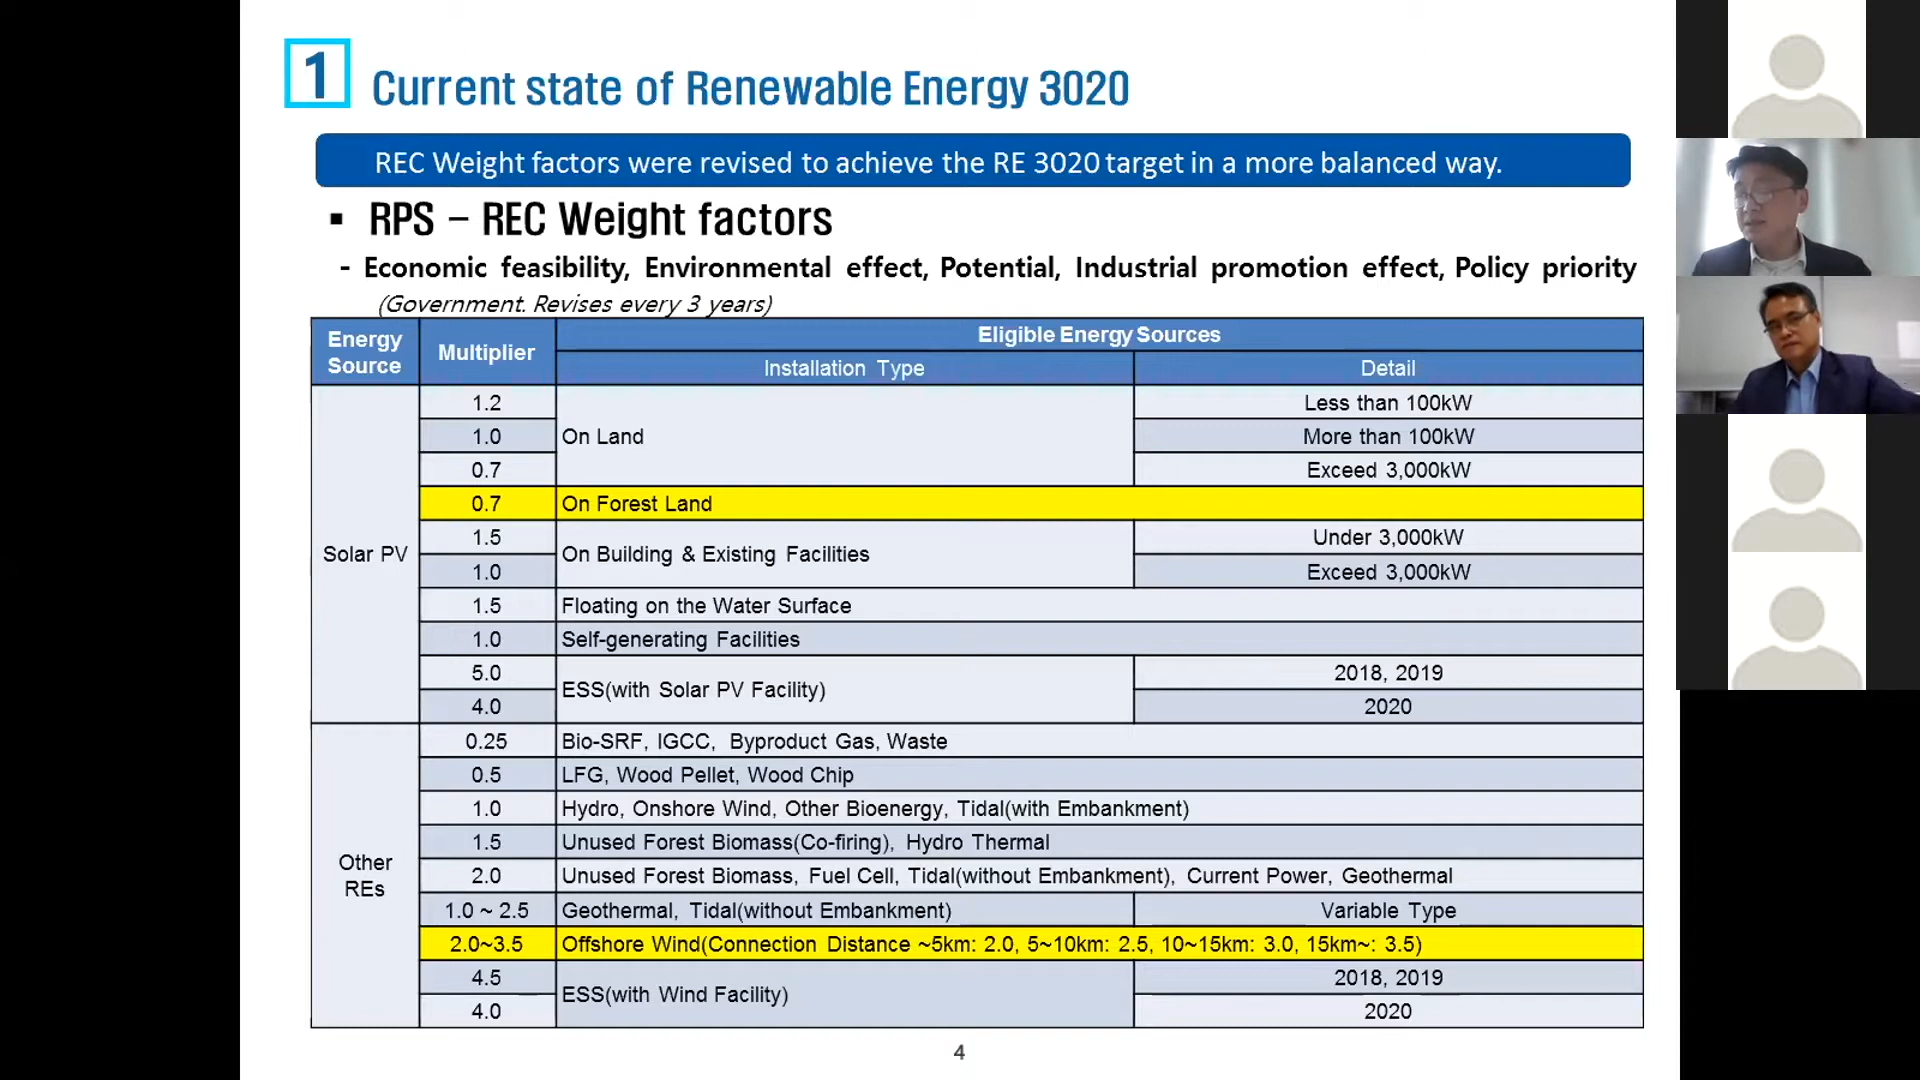 1
Current state of Renewable Energy 3020
REC Weight factors were revised to achieve the RE 3020 target in a more balanced way.
▪ RPS – REC Weight factors
- Economic feasibility, Environmental effect, Potential, Industrial promotion effect, Policy priority
(Government. Revises every 3 years)
Energy Source Multiplier Eligible Energy Sources
Installation Type Detail
Solar PV
1.2 On Land Less than 100kW
1.0 More than 100kW
0.7 Exceed 3,000kW
0.7 On Forest Land
1.5 On Building & Existing Facilities Under 3,000kW
1.0 Exceed 3,000kW
1.5 Floating on the Water Surface
1.0 Self-generating Facilities
5.0 ESS(with Solar PV Facility) 2018, 2019
4.0 2020
Other REs
0.25 Bio-SRF, IGCC, Byproduct Gas, Waste
0.5 LFG, Wood Pellet, Wood Chip
1.0 Hydro, Onshore Wind, Other Bioenergy, Tidal(with Embankment)
1.5 Unused Forest Biomass(Co-firing), Hydro Thermal
2.0 Unused Forest Biomass, Fuel Cell, Tidal(without Embankment), Current Power, Geothermal
1.0 ~ 2.5 Geothermal, Tidal(without Embankment) Variable Type
2.0~3.5 Offshore Wind(Connection Distance ~5km: 2.0, 5~10km: 2.5, 10~15km: 3.0, 15km~: 3.5)
4.5 ESS(with Wind Facility) 2018, 2019
4.0 2020
4